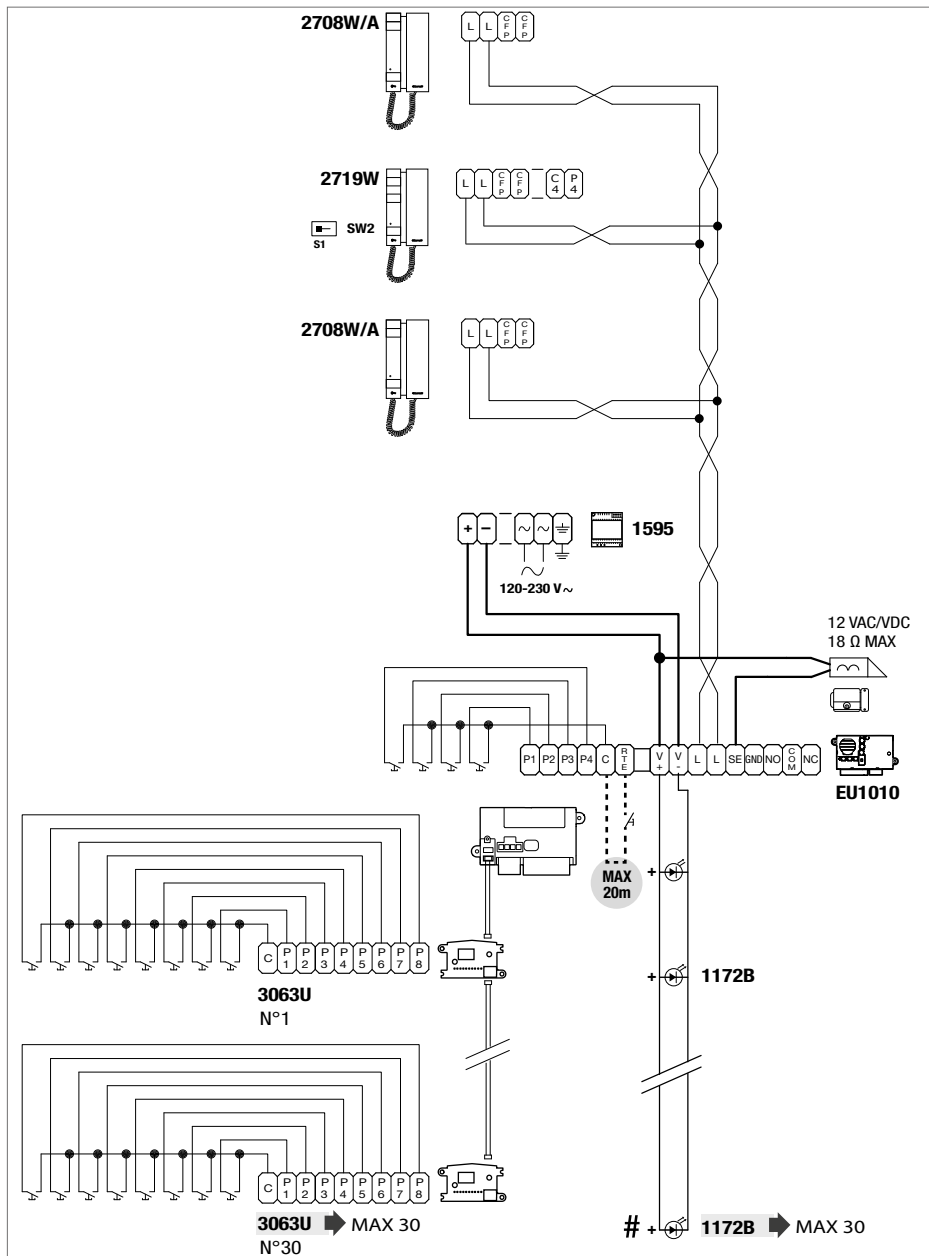 2708W/A
L L CFP CFP
2719W
L L CFP CFP C4 P4
SW2
S1
2708W/A
L L CFP CFP
+ − ~ ~
1595
120-230 V~
12 VAC/VDC
18 Ω MAX
P1 P2 P3 P4 C RTE V+ V- L L SE GND NO COM NC
EU1010
MAX
20m
+
C P1 P2 P3 P4 P5 P6 P7 P8
3063U
N°1
+ 1172B
C P1 P2 P3 P4 P5 P6 P7 P8
3063U MAX 30
N°30
# + 1172B MAX 30